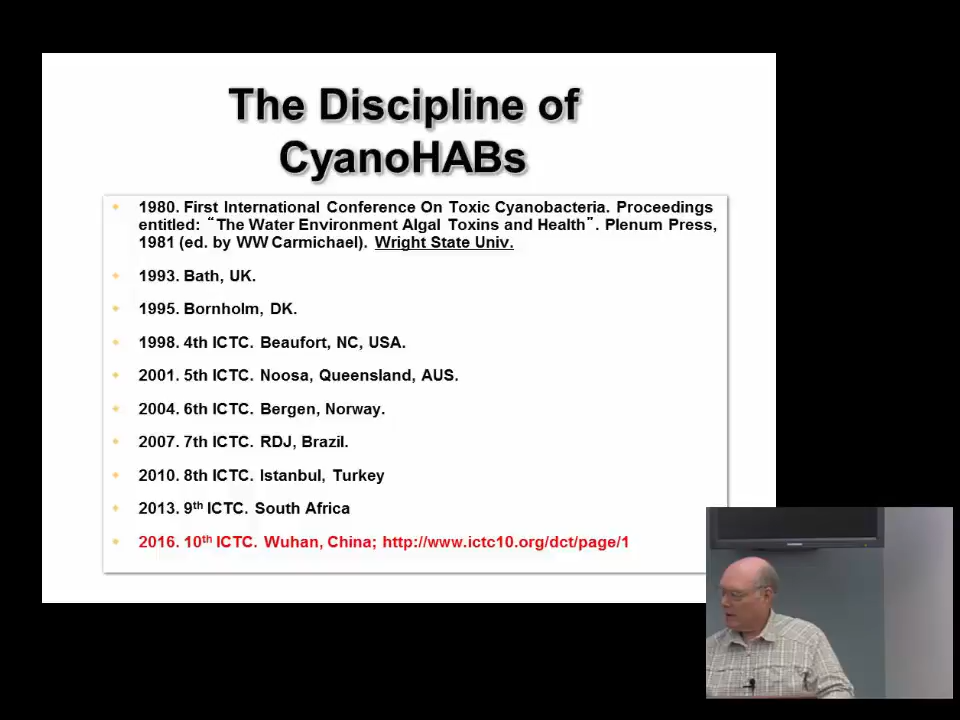 The Discipline of
CyanoHABs
1980. First International Conference On Toxic Cyanobacteria. Proceedings
entitled: “The Water Environment Algal Toxins and Health”. Plenum Press,
1981 (ed. by WW Carmichael). Wright State Univ.
1993. Bath, UK.
1995. Bornholm, DK.
1998. 4th ICTC. Beaufort, NC, USA.
2001. 5th ICTC. Noosa, Queensland, AUS.
2004. 6th ICTC. Bergen, Norway.
2007. 7th ICTC. RDJ, Brazil.
2010. 8th ICTC. Istanbul, Turkey
2013. 9th ICTC. South Africa
2016. 10th ICTC. Wuhan, China; http://www.ictc10.org/dct/page/1